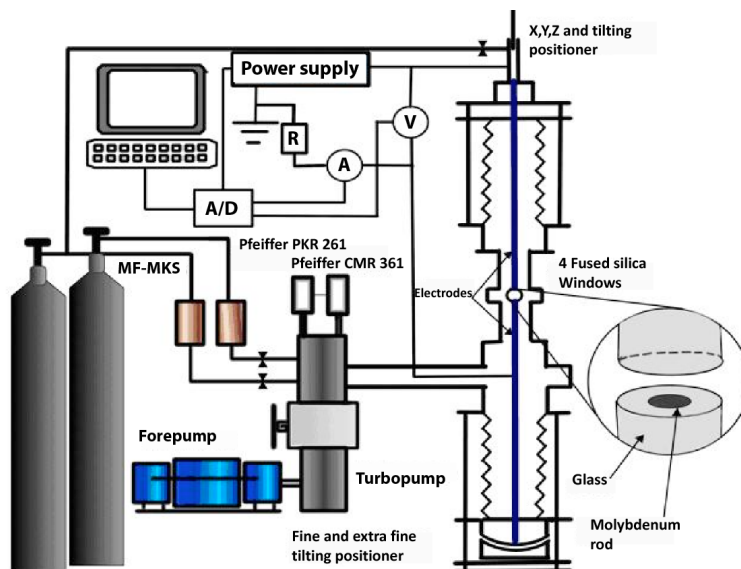 X,Y,Z and tilting
positioner
Power supply
V
R
A
A/D
Pfeiffer PKR 261
MF-MKS
Pfeiffer CMR 361
Electrodes
4 Fused silica
Windows
Forepump
Turbopump
Glass
Molybdenum
rod
Fine and extra fine
tilting positioner